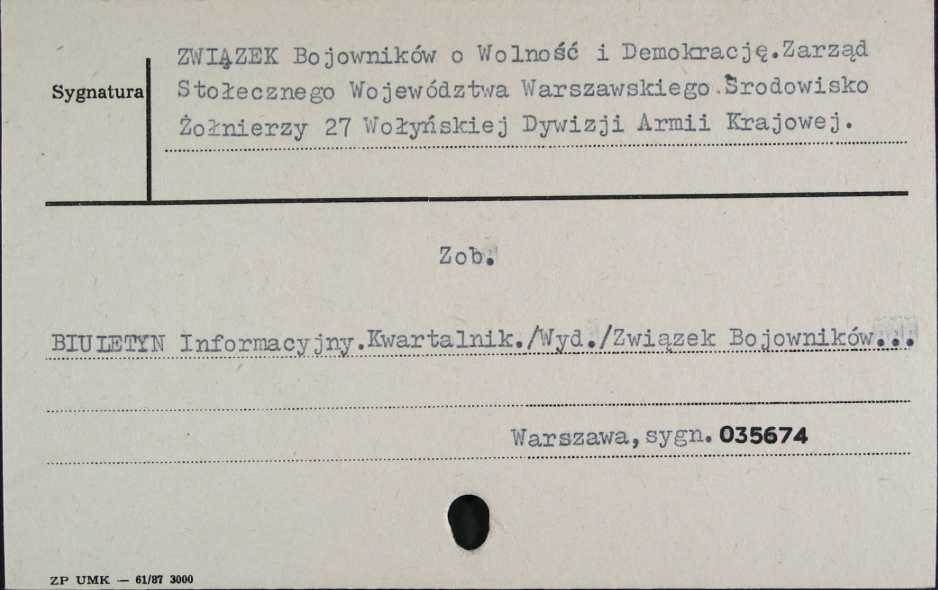 ZWIĄZEK Bojowników o Wolność i Demokrację.Zarząd
Sygnatura
Stołecznego Województwa Warszawskiego.Środowisko
Żołnierzy 27 Wołyńskiej Dywizji Armii Krajowej.
Zob.
BIULETYN Informacyjny.Kwartalnik./Wyd./Związek Bojowników...
Warszawa,sygn.035674
ZP UMK — 61/87 3000